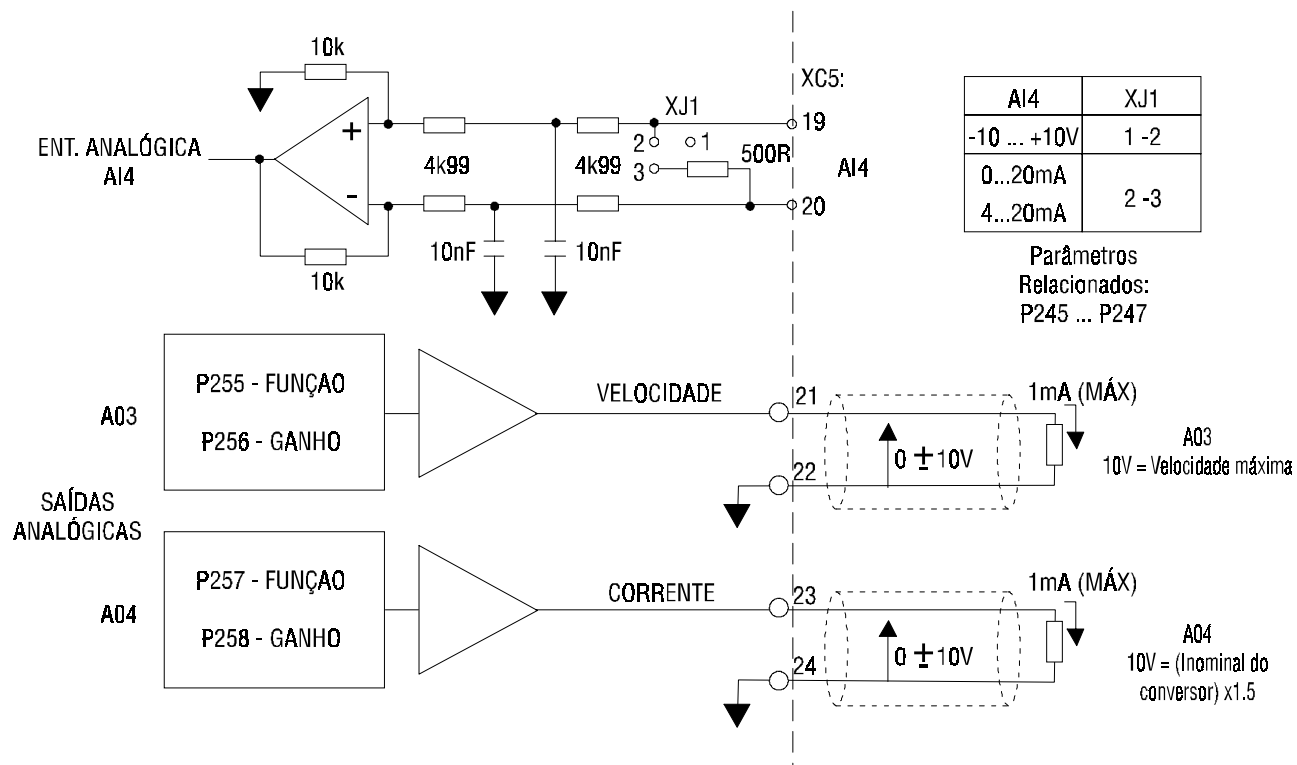 10k
XC5:
XJ1
19
2
1
ENT. ANALÓGICA
AI4
+
-
4k99
4k99
3
500R
AI4
20
10nF
10nF
10k
AI4
XJ1
-10 ... +10V
1 -2
0...20mA
4...20mA
2 -3
Parâmetros
Relacionados:
P245 ... P247
A03
P255 - FUNÇAO
P256 - GANHO
VELOCIDADE
21
22
0 ±10V
1mA (MÁX)
A03
10V = Velocidade máxima
SAÍDAS
ANALÓGICAS
A04
P257 - FUNÇAO
P258 - GANHO
CORRENTE
23
24
0 ±10V
1mA (MÁX)
A04
10V = (Inominal do
conversor) x1.5